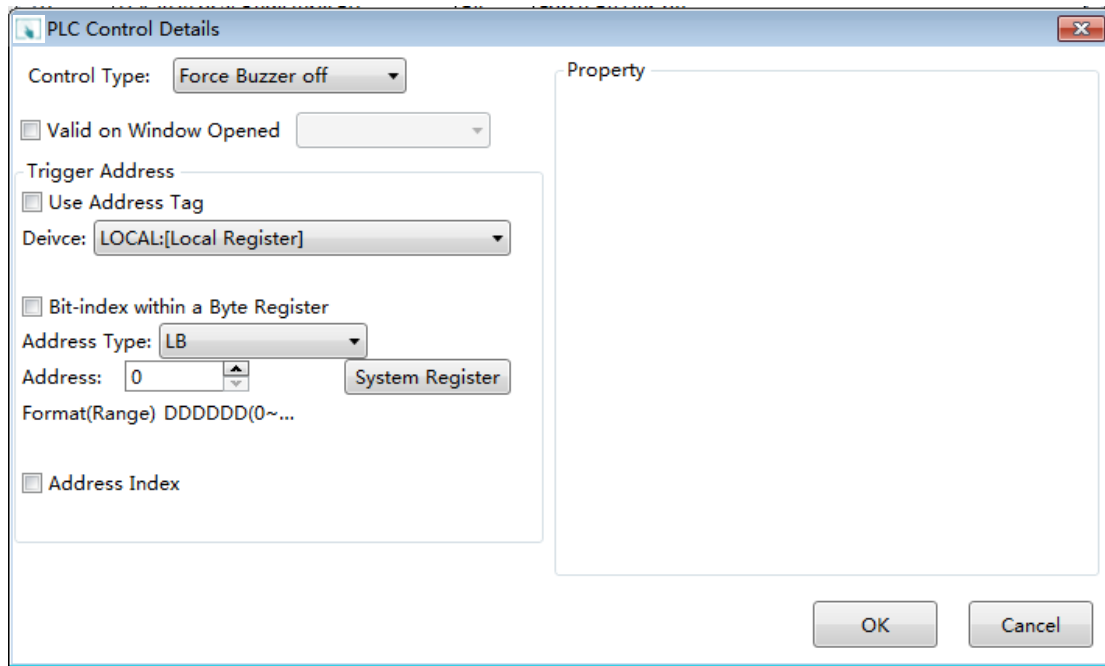 PLC Control Details
Control Type: Force Buzzer off
Property
Valid on Window Opened
Trigger Address
Use Address Tag
Deivce: LOCAL:[Local Register]
Bit-index within a Byte Register
Address Type: LB
Address: 0 System Register
Format(Range) DDDDDD(0~...
Address Index
OK Cancel